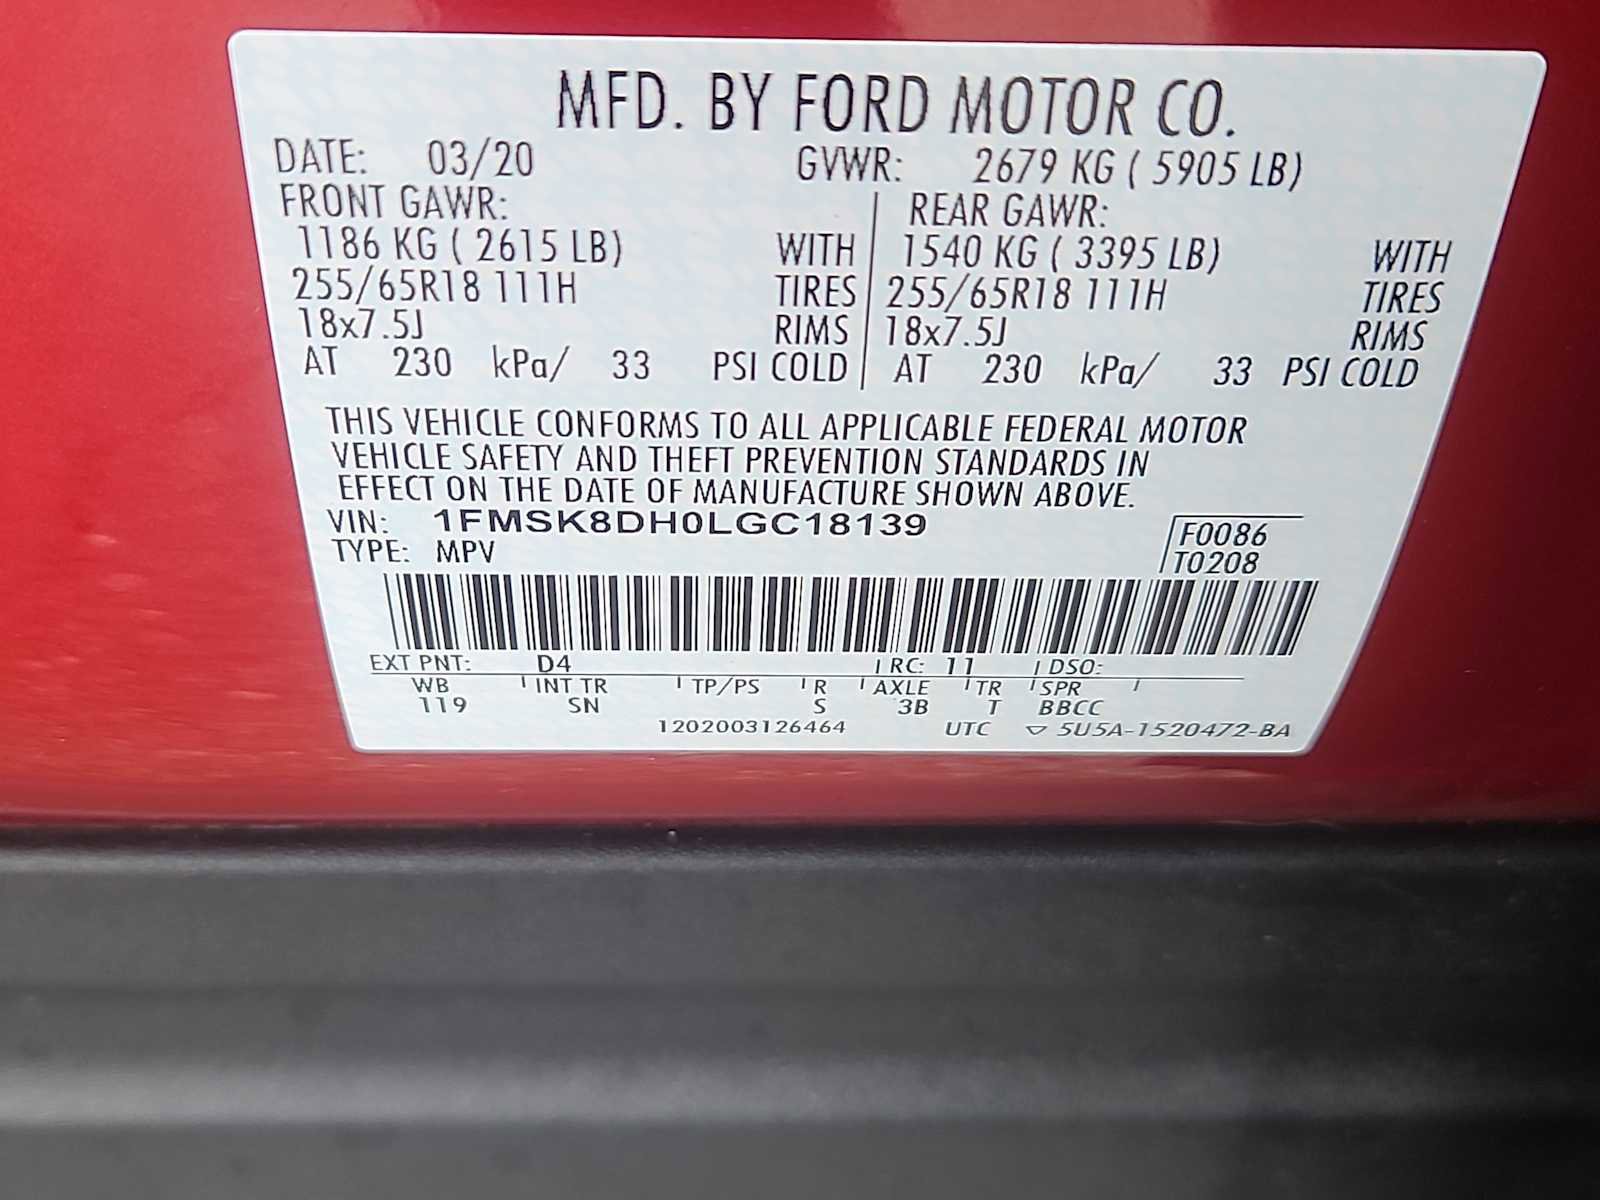 MFD. BY FORD MOTOR CO.
DATE: 03/20 GVWR: 2679 KG ( 5905 LB)
FRONT GAWR: REAR GAWR:
1186 KG ( 2615 LB) WITH 1540 KG ( 3395 LB) WITH
255/65R18 111H TIRES 255/65R18 111H TIRES
18x7.5J RIMS 18x7.5J RIMS
AT 230 kPa/ 33 PSI COLD AT 230 kPa/ 33 PSI COLD
THIS VEHICLE CONFORMS TO ALL APPLICABLE FEDERAL MOTOR
VEHICLE SAFETY AND THEFT PREVENTION STANDARDS IN
EFFECT ON THE DATE OF MANUFACTURE SHOWN ABOVE.
VIN: 1FMSK8DH0LGC18139 F0086
TYPE: MPV T0208
EXT PNT: D4 RC: 11 DSO:
WB INT TR TP/PS R AXLE TR SPR
119 SN S 3B T BBCC
1202003126464 UTC ▽ 5U5A-1520472-BA